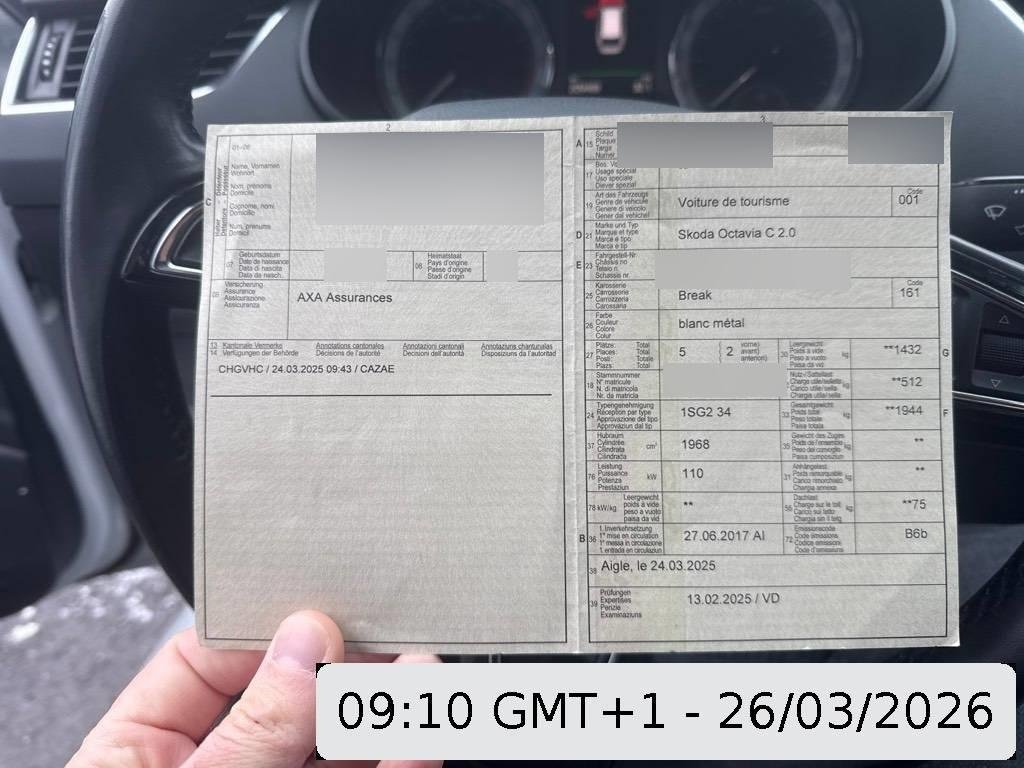 2
01-06
Name, Vornamen
Wohnort
Nom, prénoms
Domicile
Cognome, nomi
Domicilio
Num, prenums
Domicil
C
07
Geburtsdatum
Date de naissance
Data di nascita
Data da nasch.
08
Heimatstaat
Pays d'origine
Paese d'origine
Stadi d'origin
09
Versicherung
Assurance
Assicurazione
Assicuranza
AXA Assurances
13 Kantonale Vermerke Annotations cantonales Annotazioni cantonali Annotaziuns chantunalas
14 Verfügungen der Behörde Décisions de l'autorité Decisioni dell'autorità Disposiziuns da l'autoritad
CHGVHC / 24.03.2025 09:43 / CAZAE
3
A 15
Schild
Plaque
Targa
Numer
17
Usage spécial
Uso speciale
Diever spezial
19
Art des Fahrzeugs
Genre de véhicule
Genere di veicolo
Gener dal vehichel
Voiture de tourisme
Code
001
D 21
Marke und Typ
Marque et type
Marca e tipo
Marca e tip
Skoda Octavia C 2.0
E 23
Fahrgestell-Nr.
Châssis no
Telaio n.
Schassis nr.
25
Karosserie
Carrosserie
Carrozzeria
Carossaria
Break
Code
161
26
Farbe
Couleur
Colore
Colur
blanc métal
27
Plätze: Total
Places: Total
Posti: Totale
Plazs: Total
5 ( 2 vorne)
avant)
anteriori)
30
Leergewicht
Poids à vide
Peso a vuoto
Paisa da vid
kg
**1432
G
18
Stammnummer
N° matricule
N. di matricola
Nr. da matricla
Nutz-/Sattellast
Charge utile/sellette
Carico utile/sella
Chargia utila/sella
kg
**512
24
Typengenehmigung
Réception par type
Approvazione del tipo
Approvaziun dal tip
1SG2 34
33
Gesamtgewicht
Poids total
Peso totale
Paisa totala
kg
**1944
F
37
Hubraum
Cylindrée
Cilindrata
Cilindrada
cm³
1968
35
Gewicht des Zuges
Poids de l'ensemble
Peso del convoglio
Paisa cumposiziun
kg
**
76
Leistung
Puissance
Potenza
Prestaziun
kW
110
31
Anhängelast
Poids remorquable
Carico rimorchiato
Chargia annexa
kg
**
78 kW/kg
Leergewicht
poids à vide
peso a vuoto
paisa da vid
**
55
Dachlast
Charge sur le toit
Carico sul tetto
Chargia sin il tetg
kg
**75
B 36
1. Inverkehrsetzung
1re mise en circulation
1a messa in circolazione
1. entrada en circulaziun
27.06.2017 AI
72
Emissionscode
Code émissions
Codice emissioni
Code d'emissiuns
B6b
38
Aigle, le 24.03.2025
39
Prüfungen
Expertises
Perizie
Examinaziuns
13.02.2025 / VD
09:10 GMT+1 - 26/03/2026